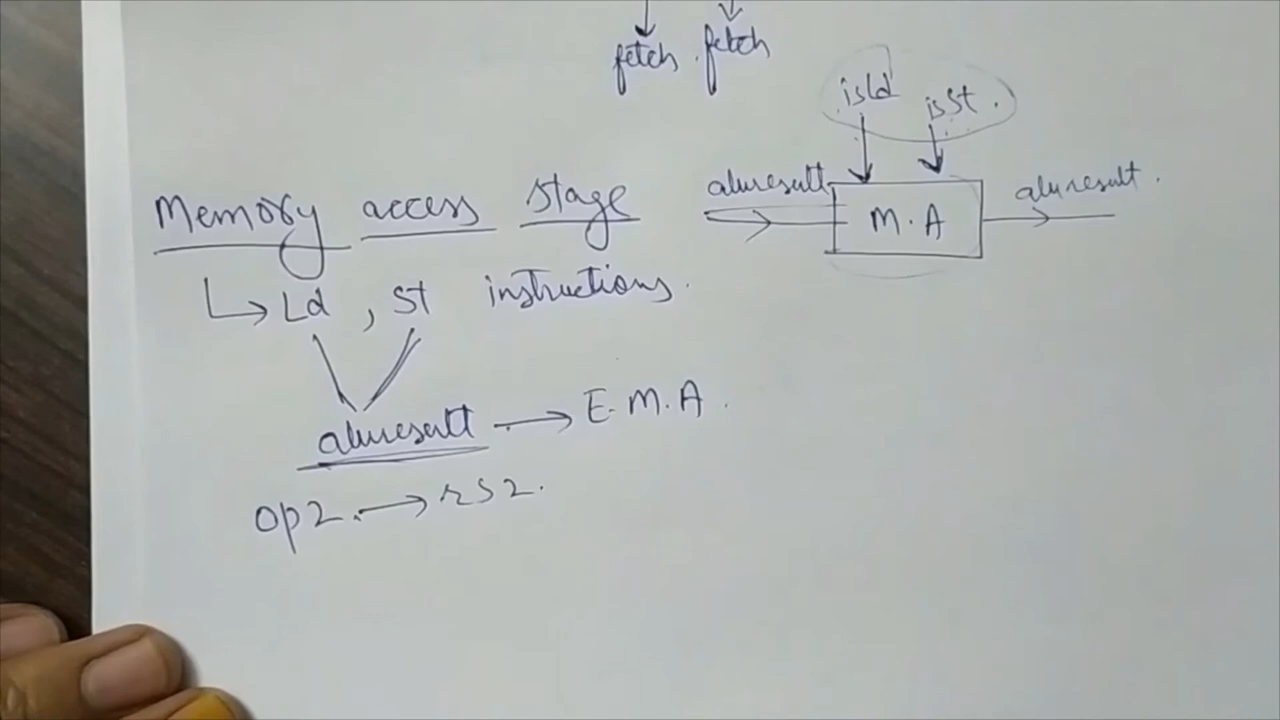 fetch . fetch
isLd isSt .
Memory access stage
aluresult M.A aluresult .
Ld , St instructions.
aluresult E.M.A .
op2. rs2.